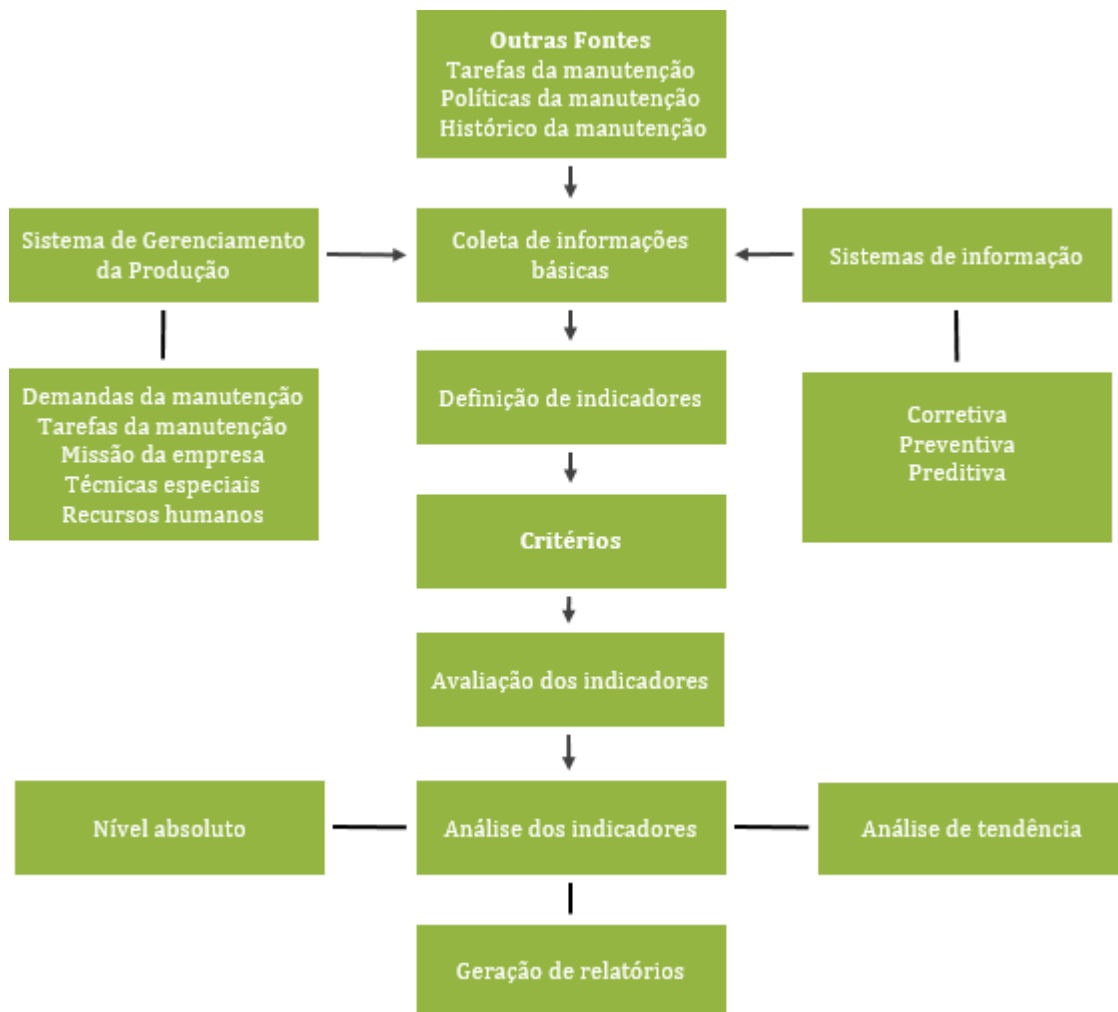 Outras Fontes
Tarefas da manutenção
Políticas da manutenção
Histórico da manutenção
Sistema de Gerenciamento
da Produção
Coleta de informações
básicas
Sistemas de informação
Demandas da manutenção
Tarefas da manutenção
Missão da empresa
Técnicas especiais
Recursos humanos
Definição de indicadores
Corretiva
Preventiva
Preditiva
Critérios
Avaliação dos indicadores
Nível absoluto
Análise dos indicadores
Análise de tendência
Geração de relatórios